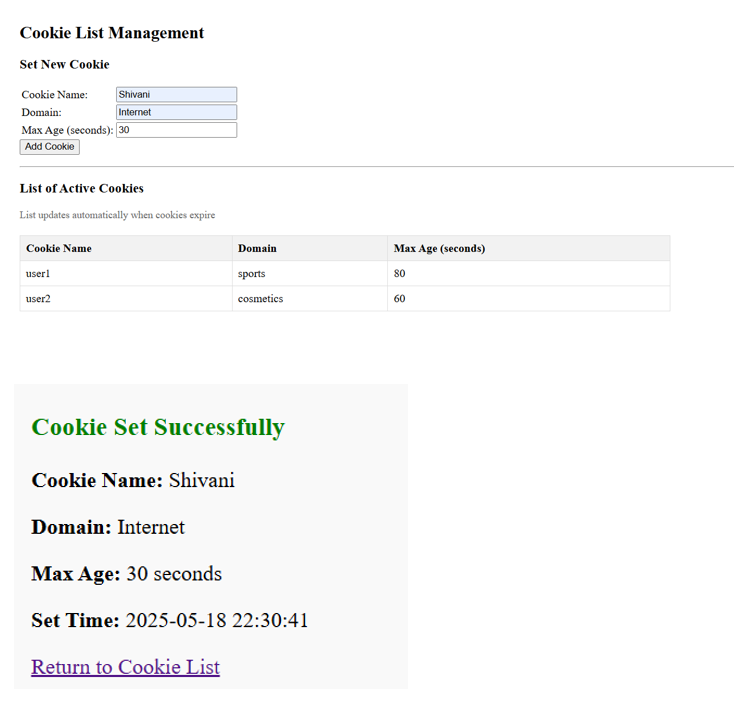 Cookie List Management
Set New Cookie
Cookie Name: Shivani
Domain: Internet
Max Age (seconds): 30
Add Cookie
List of Active Cookies
List updates automatically when cookies expire
Cookie Name Domain Max Age (seconds)
user1 sports 80
user2 cosmetics 60
Cookie Set Successfully
Cookie Name: Shivani
Domain: Internet
Max Age: 30 seconds
Set Time: 2025-05-18 22:30:41
Return to Cookie List